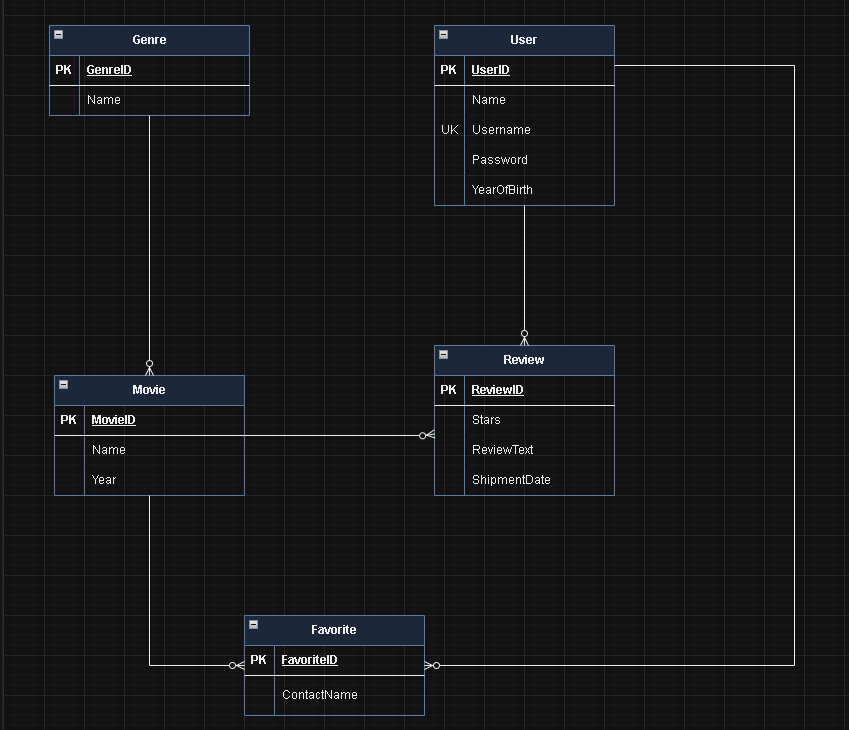 Genre
PK GenreID
Name
User
PK UserID
Name
UK Username
Password
YearOfBirth
Movie
PK MovieID
Name
Year
Review
PK ReviewID
Stars
ReviewText
ShipmentDate
Favorite
PK FavoriteID
ContactName